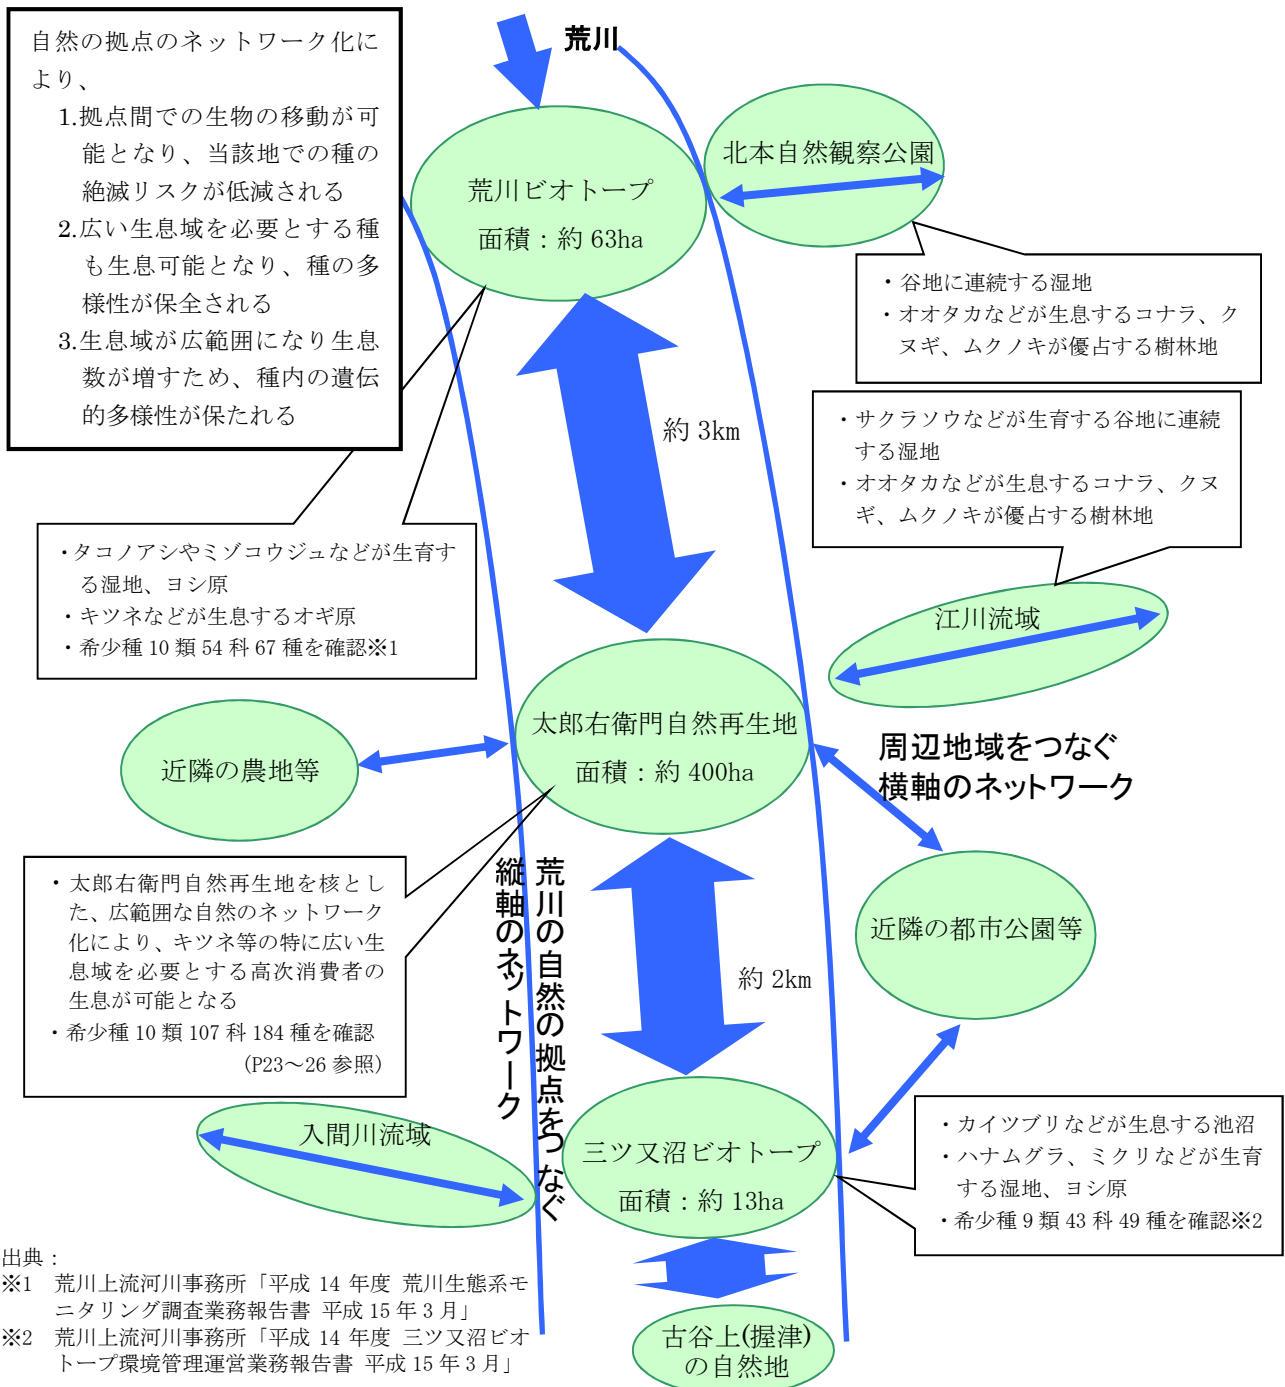 自然の拠点のネットワーク化に
より、
1.拠点間での生物の移動が可
能となり、当該地での種の
絶滅リスクが低減される
2.広い生息域を必要とする種
も生息可能となり、種の多
様性が保全される
3.生息域が広範囲になり生息
数が増すため、種内の遺伝
的多様性が保たれる
荒川
荒川ビオトープ
面積：約 63ha
北本自然観察公園
・谷地に連続する湿地
・オオタカなどが生息するコナラ、ク
ヌギ、ムクノキが優占する樹林地
約 3km
・サクラソウなどが生育する谷地に連続
する湿地
・オオタカなどが生息するコナラ、クヌ
ギ、ムクノキが優占する樹林地
・タコノアシやミゾコウジュなどが生育す
る湿地、ヨシ原
・キツネなどが生息するオギ原
・希少種 10 類 54 科 67 種を確認※1
江川流域
太郎右衛門自然再生地
面積：約 400ha
近隣の農地等
周辺地域をつなぐ
横軸のネットワーク
・太郎右衛門自然再生地を核とし
た、広範囲な自然のネットワーク
化により、キツネ等の特に広い生
息域を必要とする高次消費者の
生息が可能となる
・希少種 10 類 107 科 184 種を確認
(P23～26 参照)
荒川の自然の拠点をつなぐ
縦軸のネットワーク
近隣の都市公園等
約 2km
入間川流域
三ツ又沼ビオトープ
面積：約 13ha
・カイツブリなどが生息する池沼
・ハナムグラ、ミクリなどが生育
する湿地、ヨシ原
・希少種 9 類 43 科 49 種を確認※2
古谷上(握津)
の自然地
出典：
※1 荒川上流河川事務所「平成 14 年度 荒川生態系モ
ニタリング調査業務報告書 平成 15 年 3 月」
※2 荒川上流河川事務所「平成 14 年度 三ツ又沼ビオ
トープ環境管理運営業務報告書 平成 15 年 3 月」